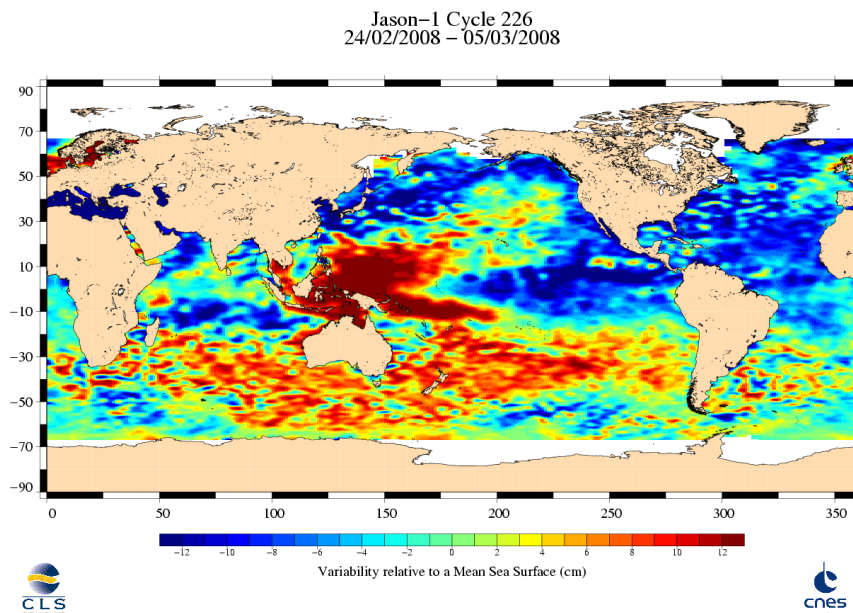 Jason−1 Cycle 226
24/02/2008 − 05/03/2008
90
70
50
30
10
−10
−30
−50
−70
−90
0 50 100 150 200 250 300 350
−12 −10 −8 −6 −4 −2 0 2 4 6 8 10 12
Variability relative to a Mean Sea Surface (cm)
CLS
cnes